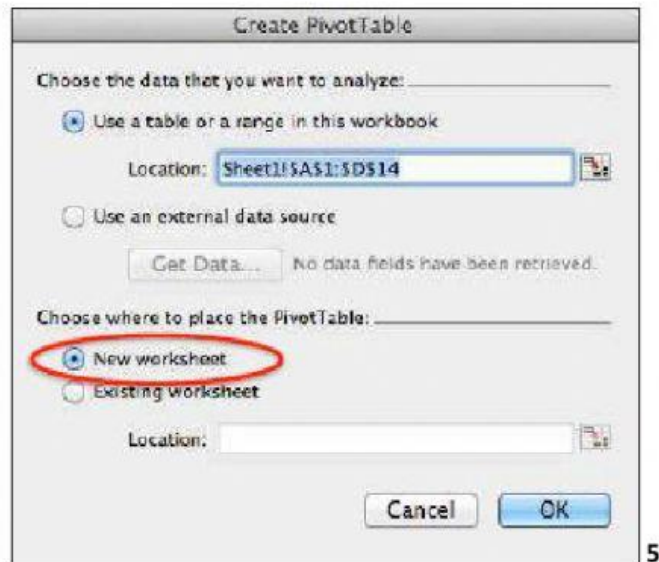 Create PivotTable
Choose the data that you want to analyze:
Use a table or a range in this workbook
Location: Sheet1!$A$1:$D$14
Use an external data source
Get Data... No data fields have been retrieved.
Choose where to place the PivotTable:
New worksheet
Existing worksheet
Location:
Cancel OK
5